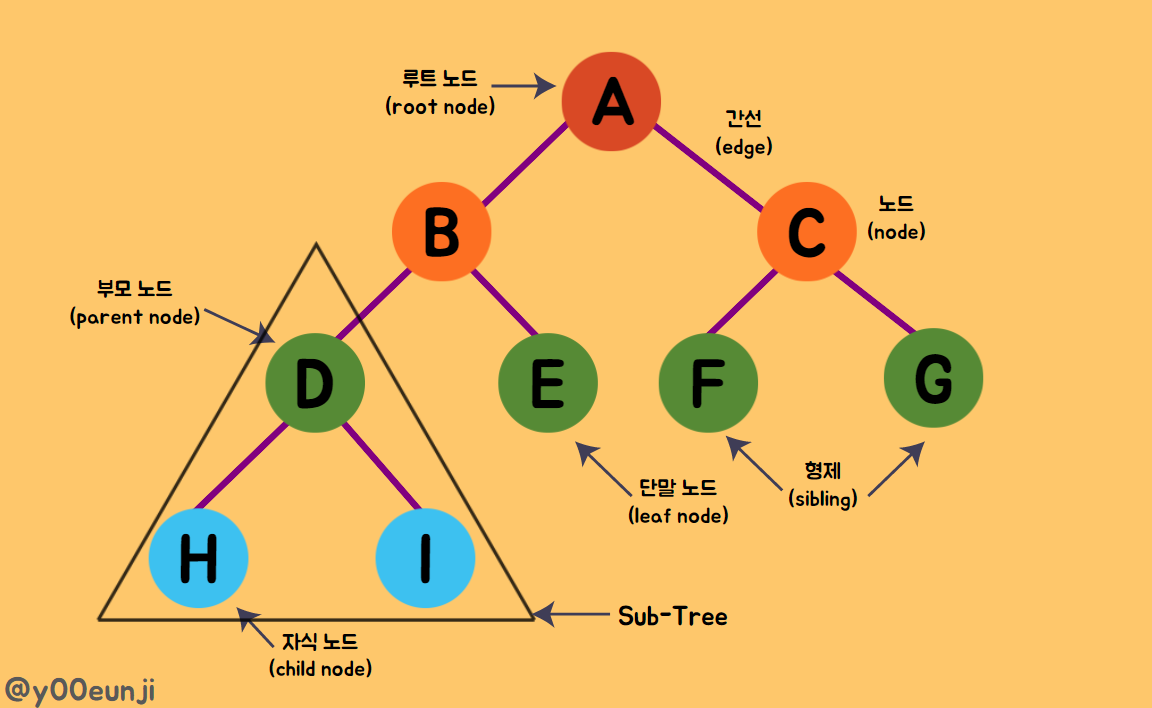 루트 노드
(root node)
A
간선
(edge)
B
C
노드
(node)
부모 노드
(parent node)
D
E
F
G
단말 노드
(leaf node)
형제
(sibling)
H
I
Sub-Tree
자식 노드
(child node)
@y00eunji